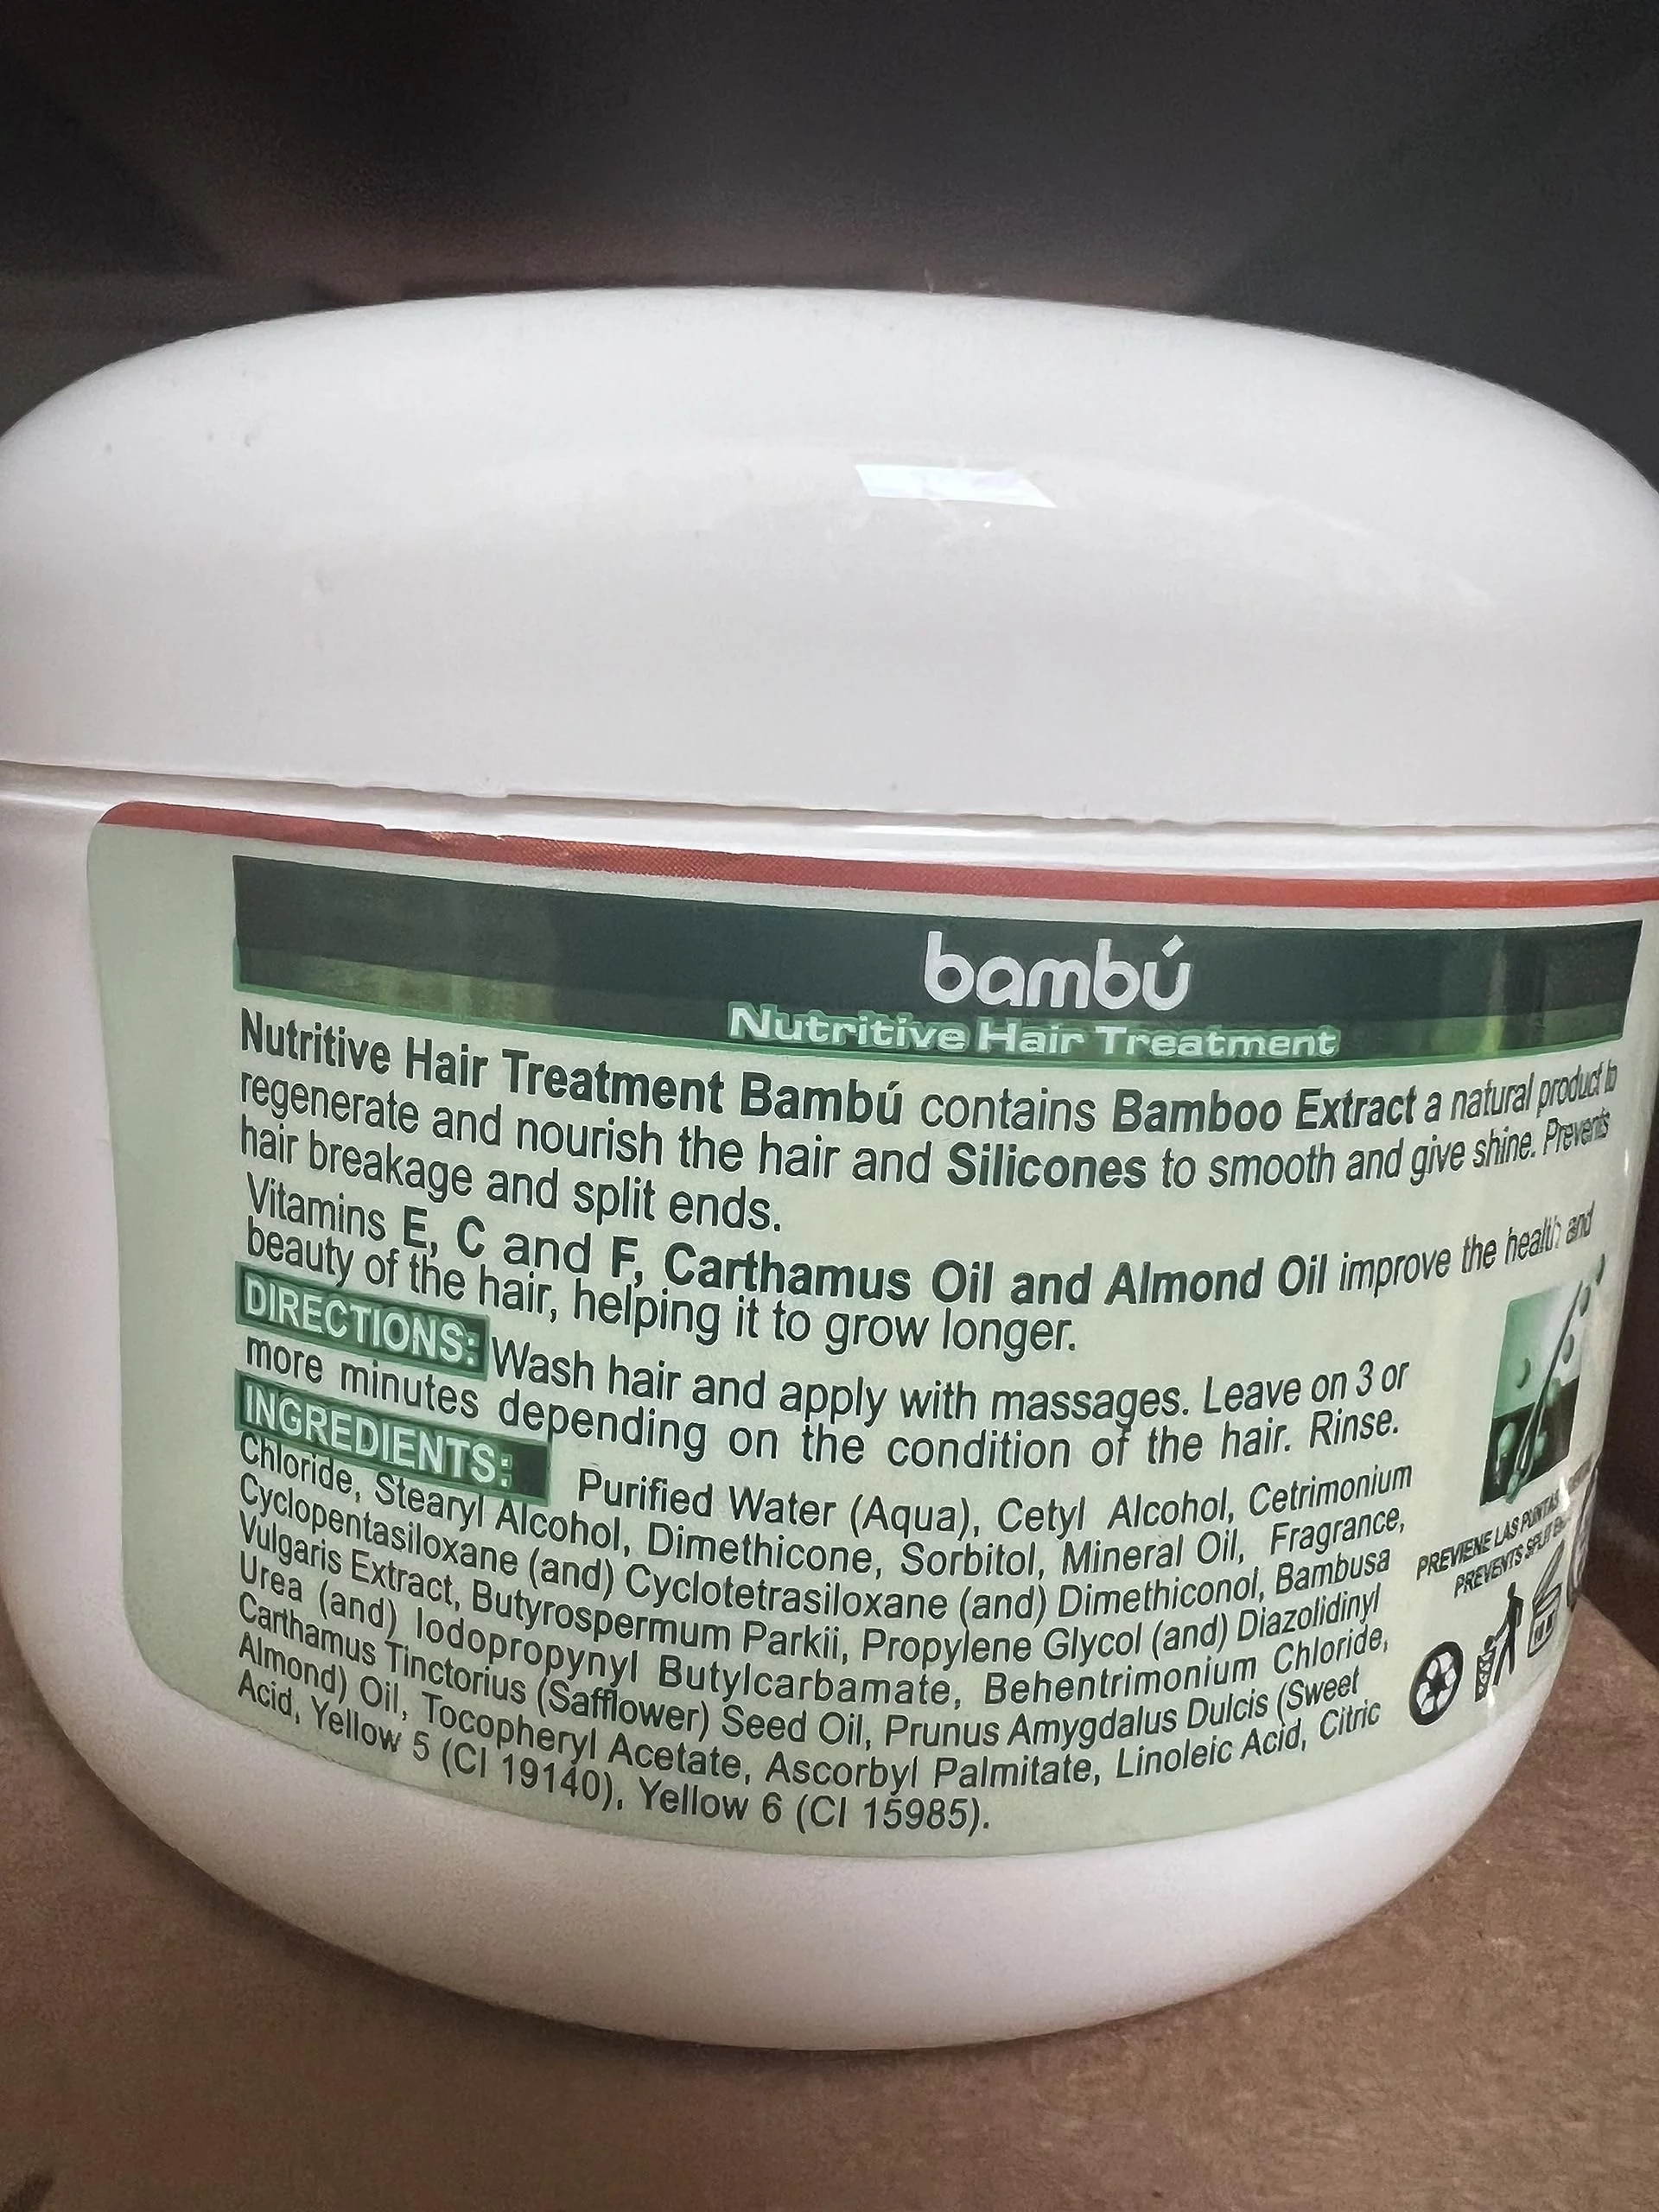 bambú
Nutritive Hair Treatment
Nutritive Hair Treatment Bambú contains Bamboo Extract a natural product to
regenerate and nourish the hair and Silicones to smooth and give shine. Prevents
hair breakage and split ends.
Vitamins E, C and F, Carthamus Oil and Almond Oil improve the health and
beauty of the hair, helping it to grow longer.
DIRECTIONS: Wash hair and apply with massages. Leave on 3 or
more minutes depending on the condition of the hair. Rinse.
INGREDIENTS: Purified Water (Aqua), Cetyl Alcohol, Cetrimonium
Chloride, Stearyl Alcohol, Dimethicone, Sorbitol, Mineral Oil, Fragrance,
Cyclopentasiloxane (and) Cyclotetrasiloxane (and) Dimethiconol, Bambusa
Vulgaris Extract, Butyrospermum Parkii, Propylene Glycol (and) Diazolidinyl
Urea (and) Iodopropynyl Butylcarbamate, Behentrimonium Chloride,
Carthamus Tinctorius (Safflower) Seed Oil, Prunus Amygdalus Dulcis (Sweet
Almond) Oil, Tocopheryl Acetate, Ascorbyl Palmitate, Linoleic Acid, Citric
Acid, Yellow 5 (CI 19140), Yellow 6 (CI 15985).
PREVIENE LAS PUNTAS
PREVENTS SPLIT